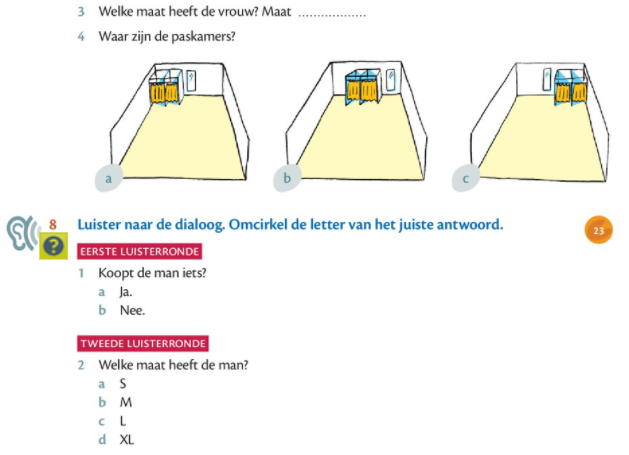 3 Welke maat heeft de vrouw? Maat ..................
4 Waar zijn de paskamers?
a b c
8 Luister naar de dialoog. Omcirkel de letter van het juiste antwoord. 23
?
EERSTE LUISTERRONDE
1 Koopt de man iets?
a Ja.
b Nee.
TWEEDE LUISTERRONDE
2 Welke maat heeft de man?
a S
b M
c L
d XL